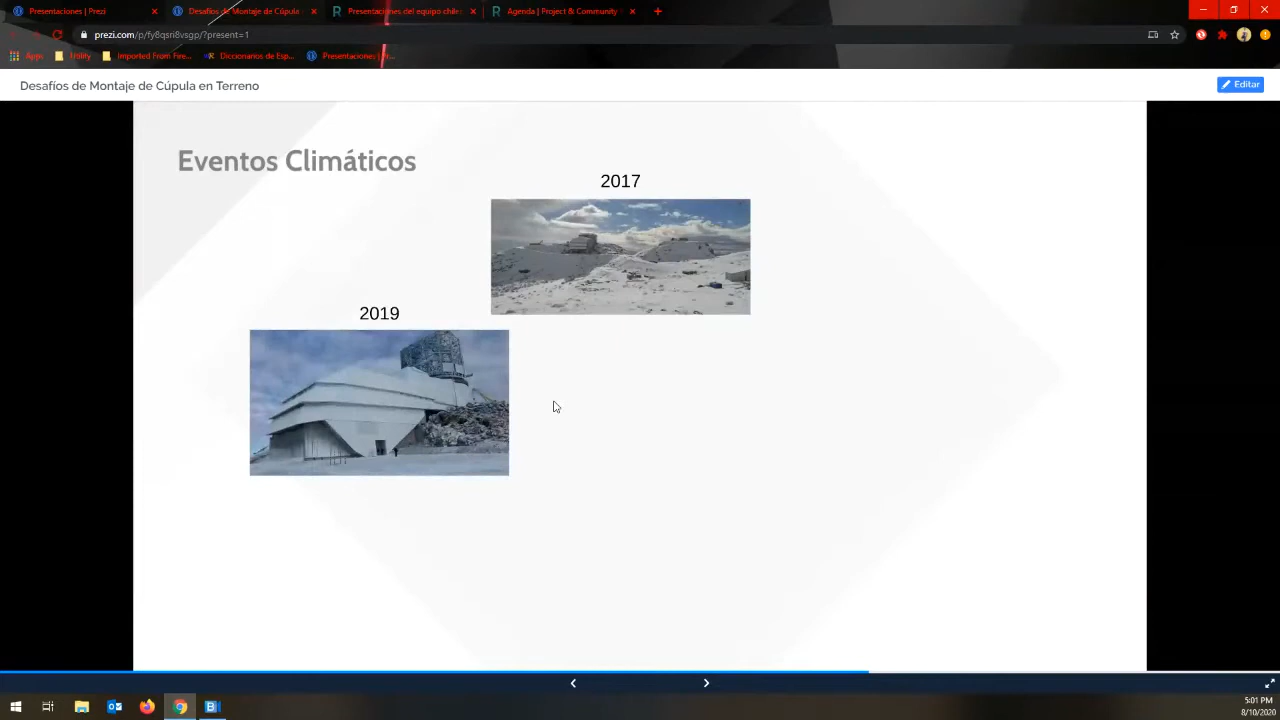 Presentaciones | Prezi
Desafíos de Montaje de Cúpula
Presentaciones del equipo chile
Agenda | Project & Community
prezi.com/p/fy8qsri8vsgp/?present=1
Apps
Utility
Imported From Fire...
Diccionarios de Esp...
Presentaciones | Pr...
Desafíos de Montaje de Cúpula en Terreno
Editar
Eventos Climáticos
2017
2019
5:01 PM
8/10/2020